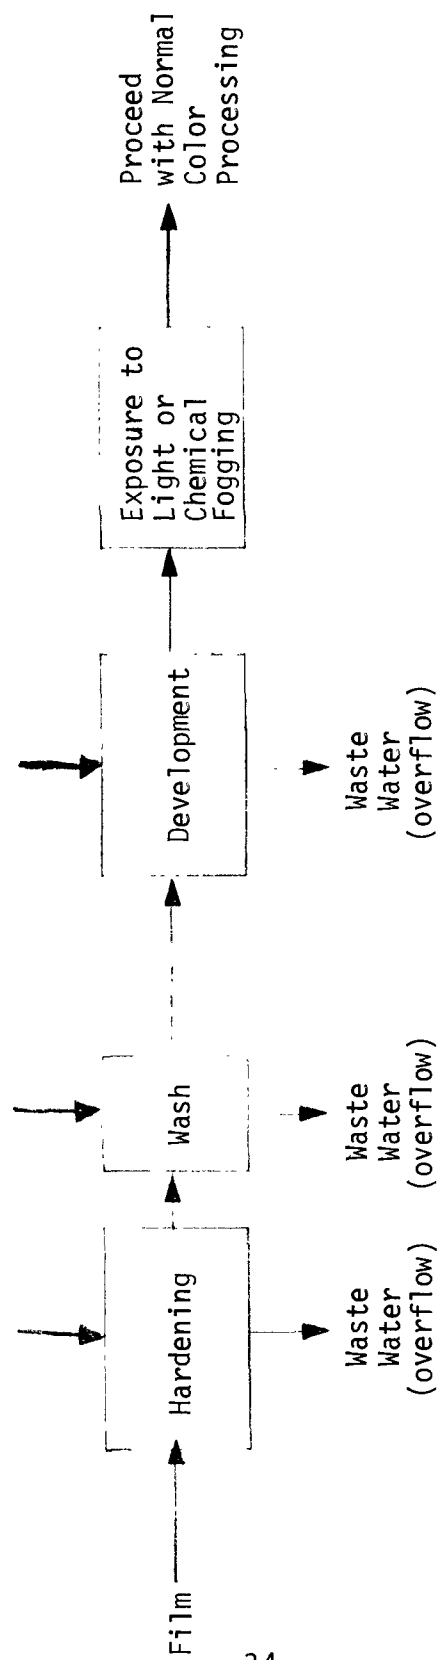 Film
Hardening
Wash
Development
Exposure to
Light or
Chemical
Fogging
Proceed
with Normal
Color
Processing
Waste
Water
(overflow)
Waste
Water
(overflow)
Waste
Water
(overflow)